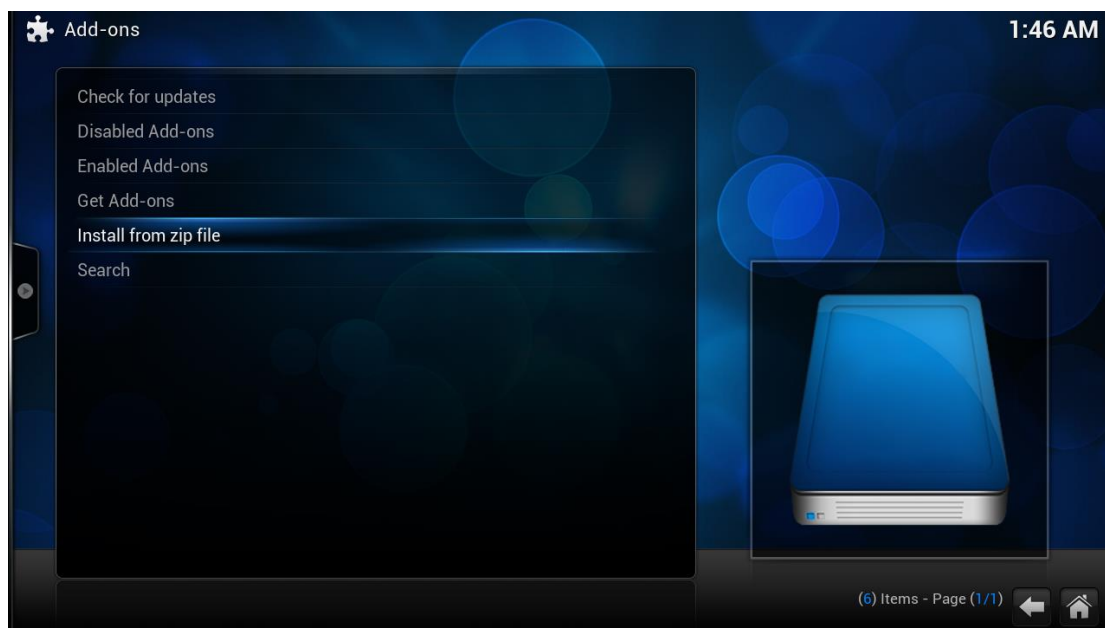 Add-ons
1:46 AM
Check for updates
Disabled Add-ons
Enabled Add-ons
Get Add-ons
Install from zip file
Search
(6) Items - Page (1/1)